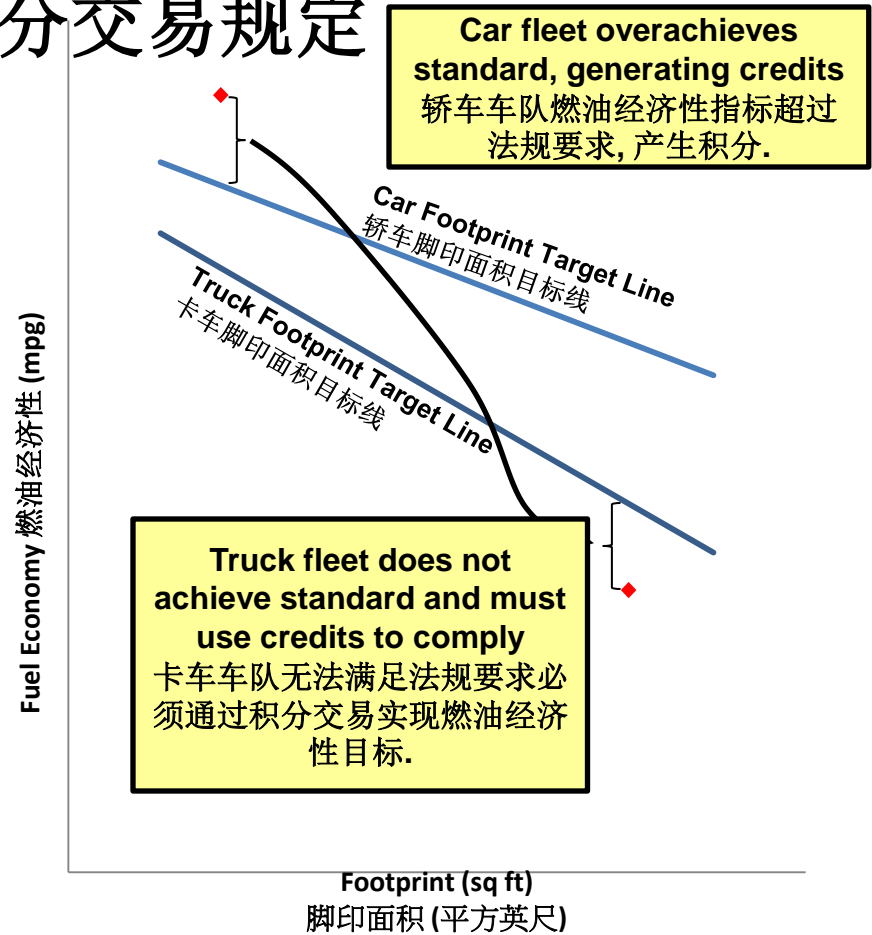 分交易规定
Car fleet overachieves
standard, generating credits
轿车车队燃油经济性指标超过
法规要求, 产生积分.
Car Footprint Target Line
轿车脚印面积目标线
Truck Footprint Target Line
卡车脚印面积目标线
Fuel Economy 燃油经济性 (mpg)
Truck fleet does not
achieve standard and must
use credits to comply
卡车车队无法满足法规要求必
须通过积分交易实现燃油经济
性目标.
Footprint (sq ft)
脚印面积 (平方英尺)